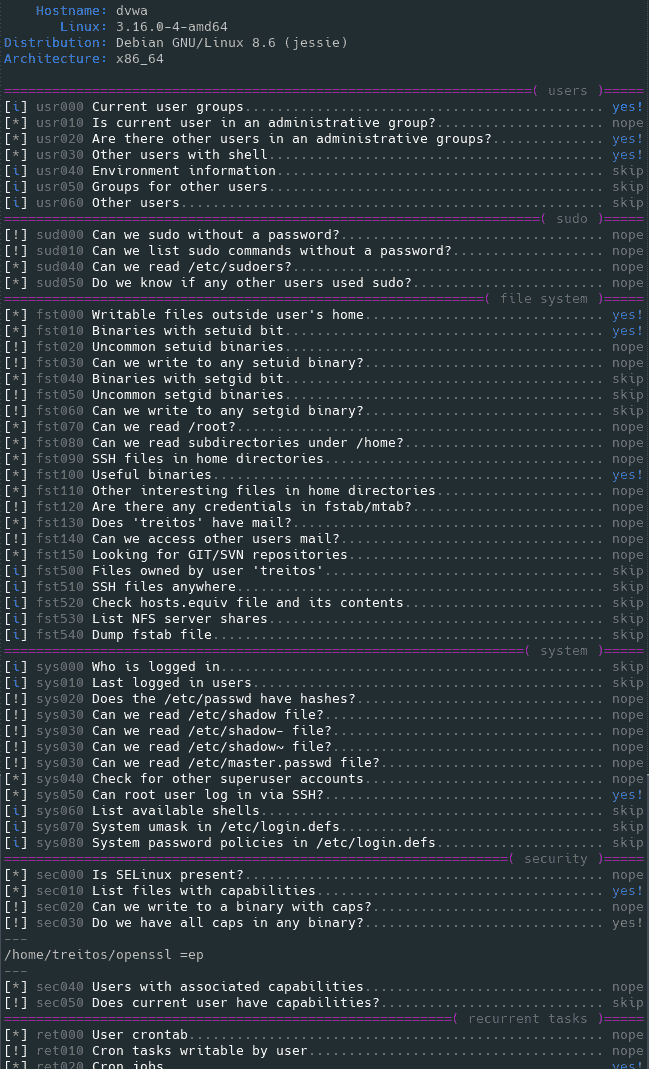 Hostname: dvwa
Linux: 3.16.0-4-amd64
Distribution: Debian GNU/Linux 8.6 (jessie)
Architecture: x86_64
( users )
[i] usr000 Current user groups............................................. yes!
[*] usr010 Is current user in an administrative group?..................... nope
[*] usr020 Are there other users in an administrative groups?.............. yes!
[*] usr030 Other users with shell.......................................... yes!
[i] usr040 Environment information......................................... skip
[i] usr050 Groups for other users.......................................... skip
[i] usr060 Other users..................................................... skip
( sudo )
[!] sud000 Can we sudo without a password?................................. nope
[!] sud010 Can we list sudo commands without a password?................... nope
[*] sud040 Can we read /etc/sudoers?....................................... nope
[*] sud050 Do we know if any other users used sudo?........................ nope
( file system )
[*] fst000 Writable files outside user's home.............................. yes!
[*] fst010 Binaries with setuid bit........................................ yes!
[!] fst020 Uncommon setuid binaries........................................ nope
[!] fst030 Can we write to any setuid binary?.............................. nope
[*] fst040 Binaries with setgid bit........................................ skip
[!] fst050 Uncommon setgid binaries........................................ skip
[!] fst060 Can we write to any setgid binary?.............................. skip
[*] fst070 Can we read /root?.............................................. nope
[*] fst080 Can we read subdirectories under /home?......................... nope
[*] fst090 SSH files in home directories................................... nope
[*] fst100 Useful binaries................................................. yes!
[*] fst110 Other interesting files in home directories..................... nope
[!] fst120 Are there any credentials in fstab/mtab?........................ nope
[*] fst130 Does 'treitos' have mail?....................................... nope
[!] fst140 Can we access other users mail?................................. nope
[*] fst150 Looking for GIT/SVN repositories................................ nope
[i] fst500 Files owned by user 'treitos'................................... skip
[i] fst510 SSH files anywhere.............................................. skip
[i] fst520 Check hosts.equiv file and its contents......................... skip
[i] fst530 List NFS server shares.......................................... skip
[i] fst540 Dump fstab file................................................. skip
( system )
[i] sys000 Who is logged in................................................ skip
[i] sys010 Last logged in users............................................ skip
[!] sys020 Does the /etc/passwd have hashes?............................... nope
[!] sys030 Can we read /etc/shadow file?................................... nope
[!] sys030 Can we read /etc/shadow- file?.................................. nope
[!] sys030 Can we read /etc/shadow~ file?.................................. nope
[!] sys030 Can we read /etc/master.passwd file?............................ nope
[*] sys040 Check for other superuser accounts.............................. nope
[*] sys050 Can root user log in via SSH?................................... yes!
[i] sys060 List available shells........................................... skip
[i] sys070 System umask in /etc/login.defs................................. skip
[i] sys080 System password policies in /etc/login.defs..................... skip
( security )
[*] sec000 Is SELinux present?............................................. nope
[*] sec010 List files with capabilities.................................... yes!
[!] sec020 Can we write to a binary with caps?............................. nope
[!] sec030 Do we have all caps in any binary?.............................. yes!
---
/home/treitos/openssl =ep
---
[*] sec040 Users with associated capabilities.............................. nope
[!] sec050 Does current user have capabilities?............................ skip
( recurrent tasks )
[*] ret000 User crontab.................................................... nope
[!] ret010 Cron tasks writable by user..................................... nope
[*] ret020 Cron jobs....................................................... yes!